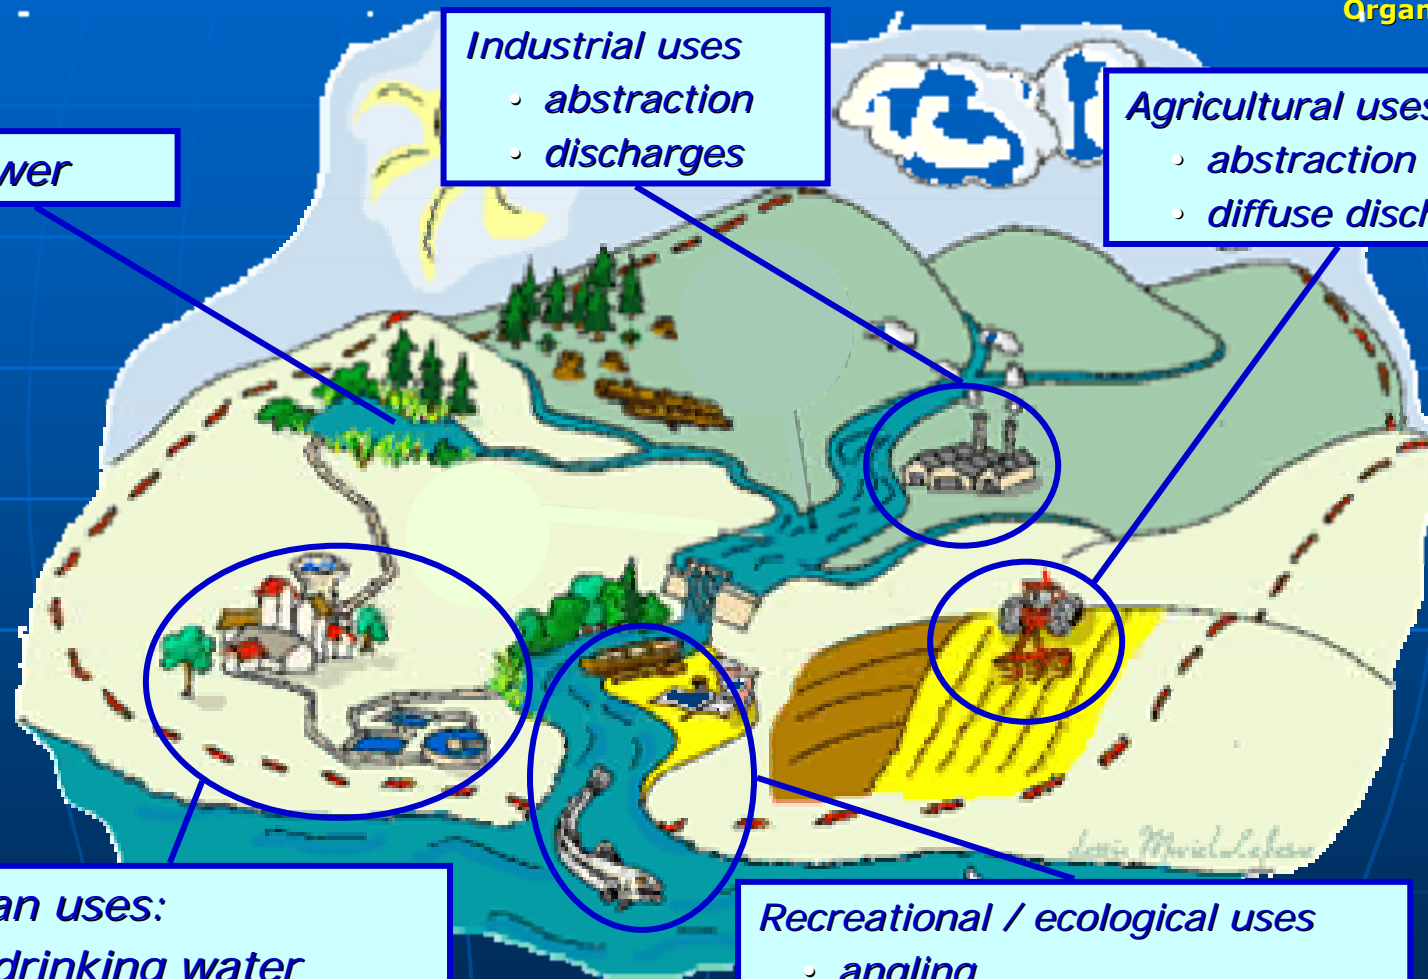 Organ
Industrial uses
• abstraction
• discharges
Agricultural uses
• abstraction
• diffuse disch
wer
an uses:
drinking water
Recreational / ecological uses
• angling